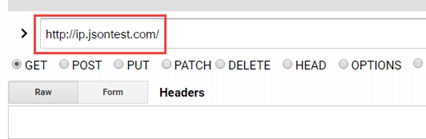 http://ip.jsontest.com/
GET POST PUT PATCH DELETE HEAD OPTIONS
Raw Form Headers